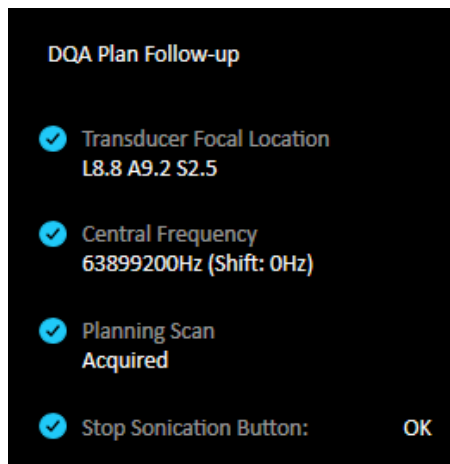 DQA Plan Follow-up
Transducer Focal Location
L8.8 A9.2 S2.5
Central Frequency
63899200Hz (Shift: 0Hz)
Planning Scan
Acquired
Stop Sonication Button: OK